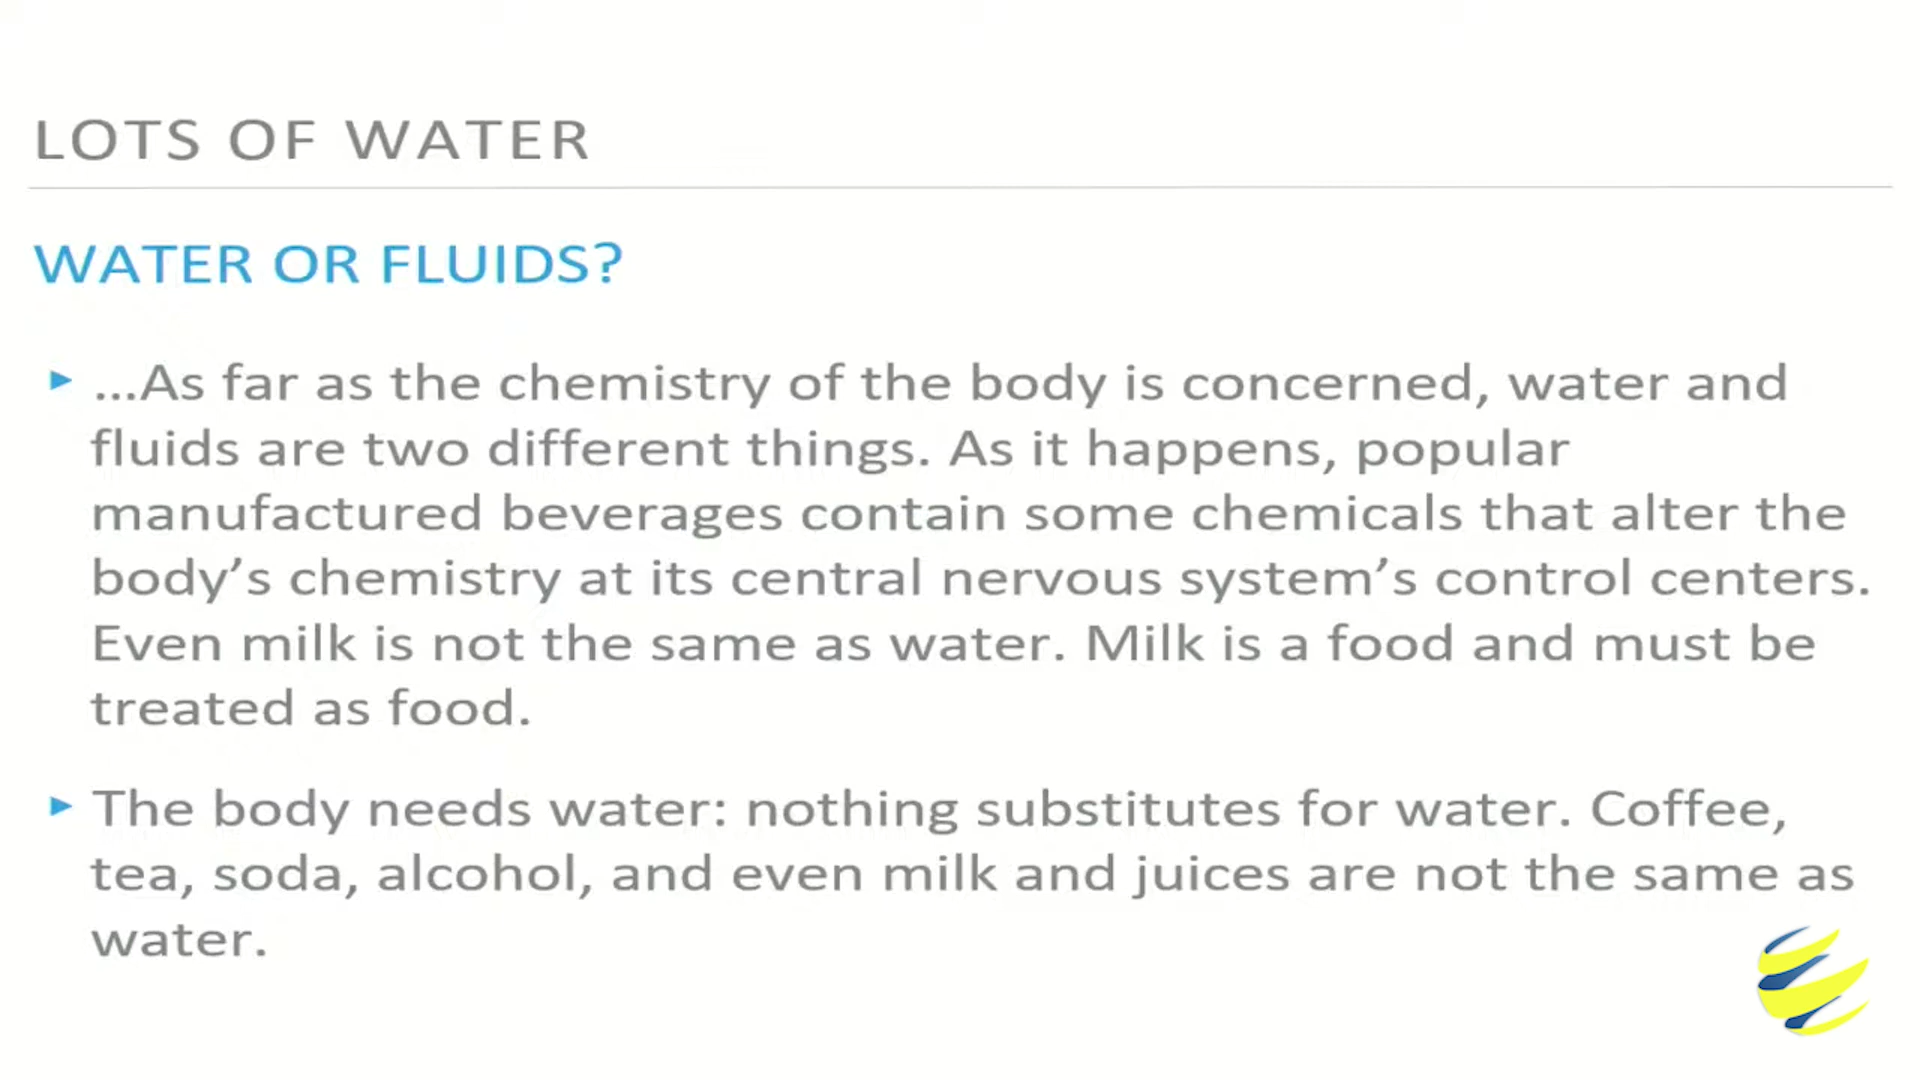 LOTS OF WATER
WATER OR FLUIDS?
...As far as the chemistry of the body is concerned, water and
fluids are two different things. As it happens, popular
manufactured beverages contain some chemicals that alter the
body’s chemistry at its central nervous system’s control centers.
Even milk is not the same as water. Milk is a food and must be
treated as food.
The body needs water: nothing substitutes for water. Coffee,
tea, soda, alcohol, and even milk and juices are not the same as
water.